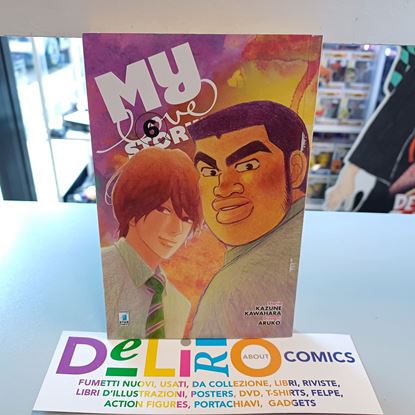 MY
love
6
STORY
KAZUNE
KAWAHARA
ARUKO
DeLiRiO
ABOUT
COMICS
FUMETTI NUOVI, USATI, DA COLLEZIONE, LIBRI, RIVISTE,
LIBRI D'ILLUSTRAZIONI, POSTERS, DVD, T-SHIRTS, FELPE,
ACTION FIGURES, PORTACHIAVI, GADGETS